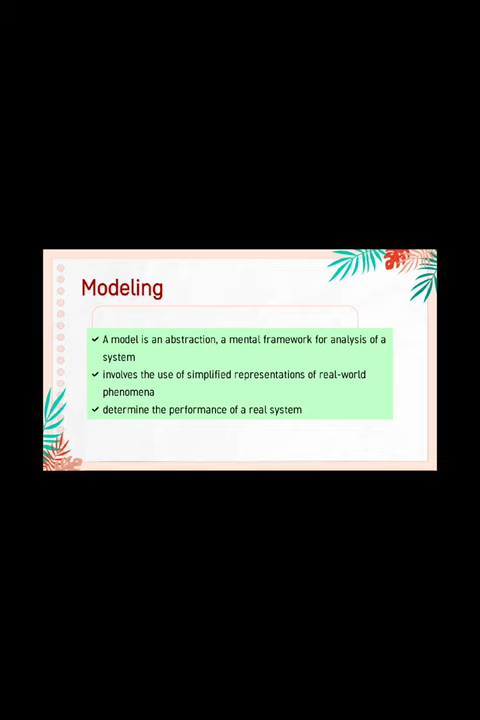 Modeling
✓ A model is an abstraction, a mental framework for analysis of a
system
✓ involves the use of simplified representations of real-world
phenomena
✓ determine the performance of a real system